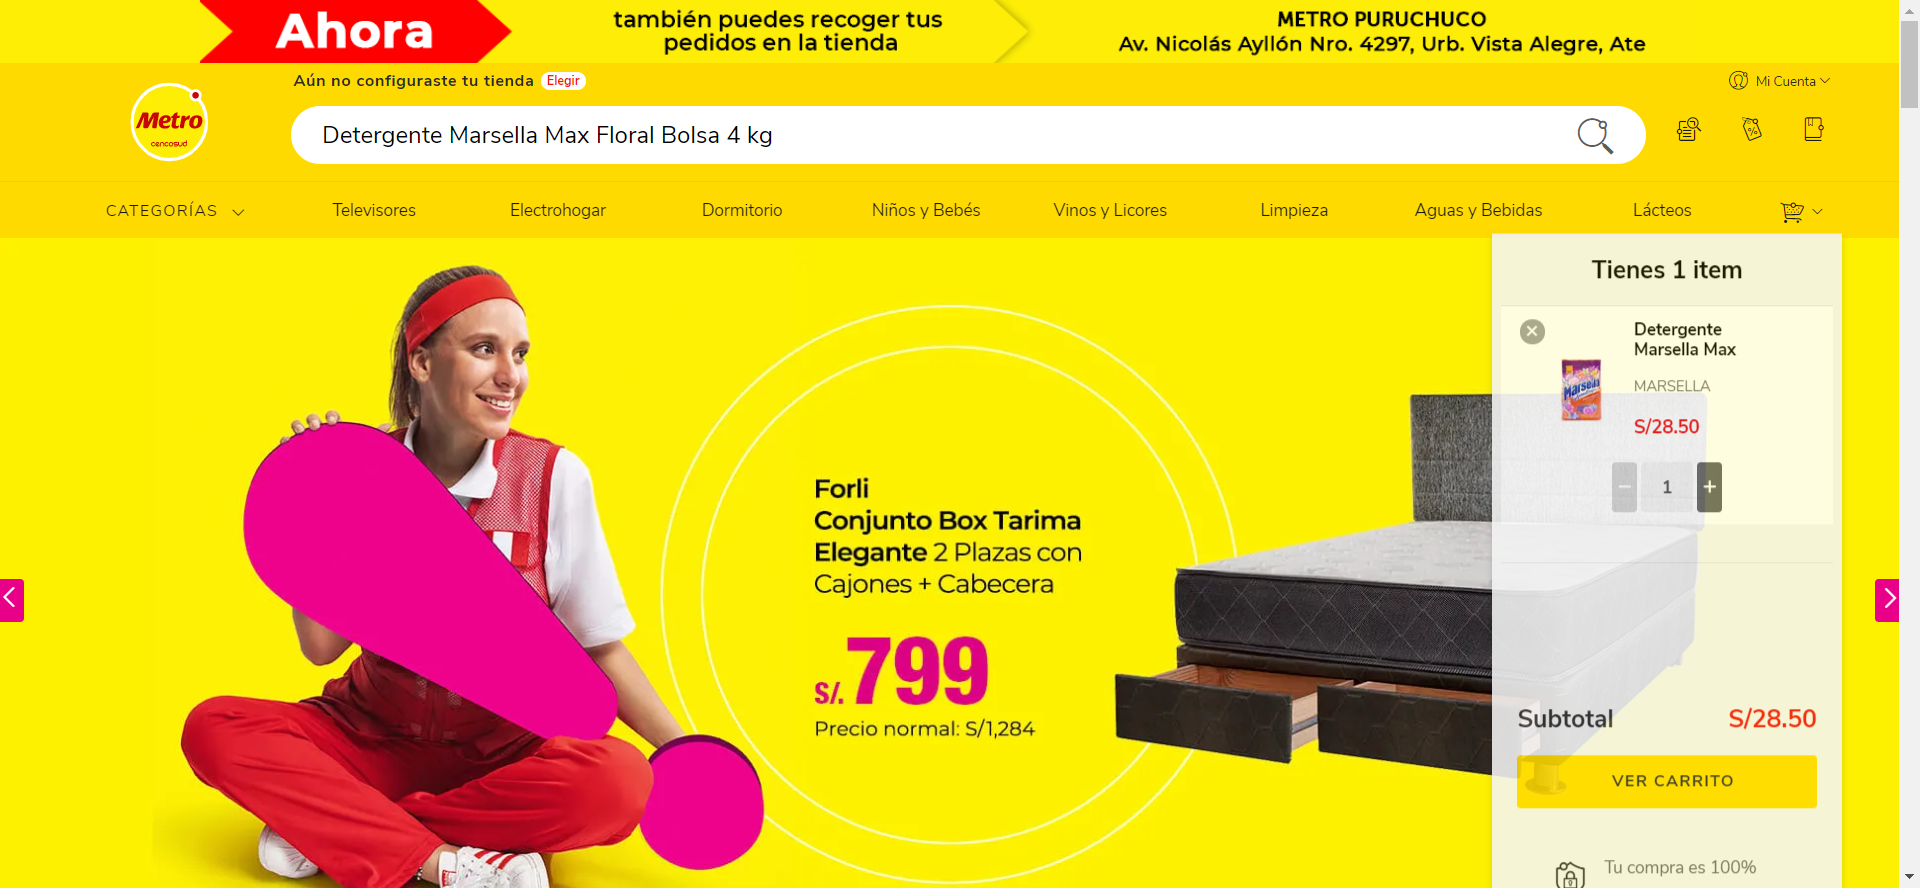 Ahora
también puedes recoger tus
pedidos en la tienda
METRO PURUCHUCO
Av. Nicolás Ayllón Nro. 4297, Urb. Vista Alegre, Ate
Aún no configuraste tu tienda Elegir
Mi Cuenta
Metro
cencosud
Detergente Marsella Max Floral Bolsa 4 kg
CATEGORÍAS
Televisores
Electrohogar
Dormitorio
Niños y Bebés
Vinos y Licores
Limpieza
Aguas y Bebidas
Lácteos
Tienes 1 item
Detergente
Marsella Max
MARSELLA
Marsella
S/28.50
− 1 +
Forli
Conjunto Box Tarima
Elegante 2 Plazas con
Cajones + Cabecera
S/.799
Precio normal: S/1,284
Subtotal S/28.50
VER CARRITO
Tu compra es 100%